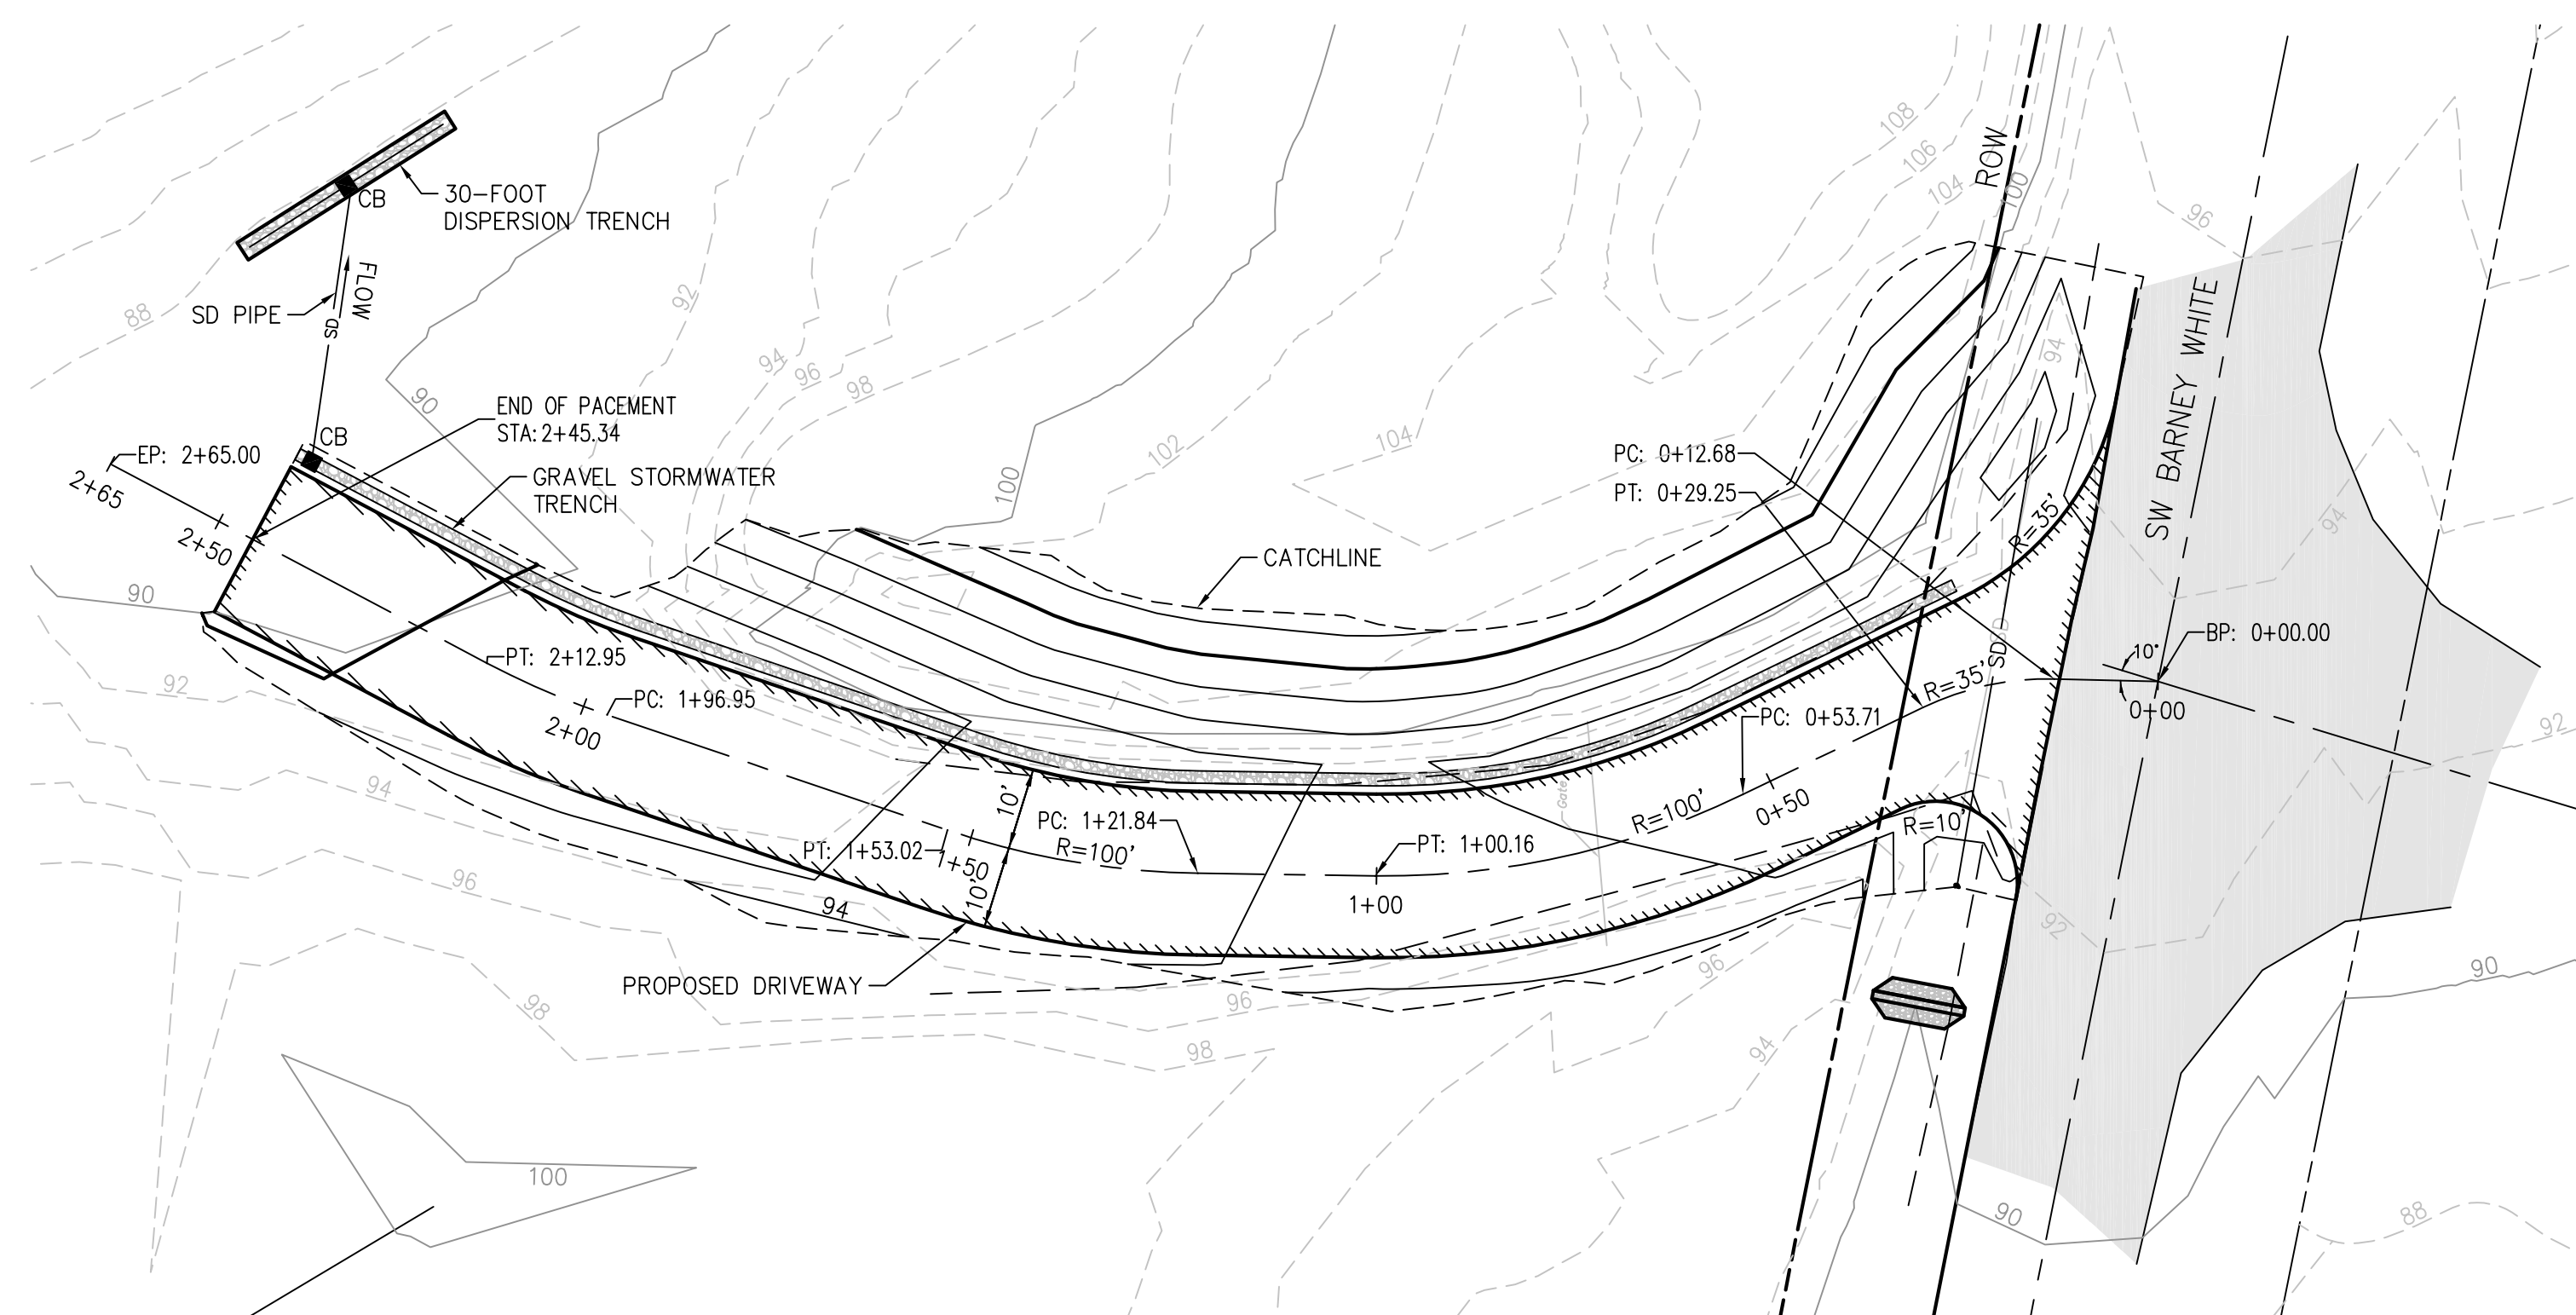 108
106
104
ROW
100
96
30-FOOT
DISPERSION TRENCH
CB
FLOW
SD PIPE
SD
88
92
94
96
98
90
94
SW BARNEY WHITE
END OF PACEMENT
STA: 2+45.34
CB
EP: 2+65.00
2+65
2+50
GRAVEL STORMWATER
TRENCH
100
102
104
PC: 0+12.68
PT: 0+29.25
R=35'
94
CATCHLINE
90
92
PT: 2+12.95
PC: 1+96.95
2+00
SD
SD
10°
BP: 0+00.00
0+00
R=35'
PC: 0+53.71
0+50
R=100'
R=10'
92
94
96
10'
10'
PC: 1+21.84
R=100'
PT: 1+53.02
1+50
PT: 1+00.16
1+00
Gate
94
PROPOSED DRIVEWAY
96
98
98
96
94
92
90
100
90
88